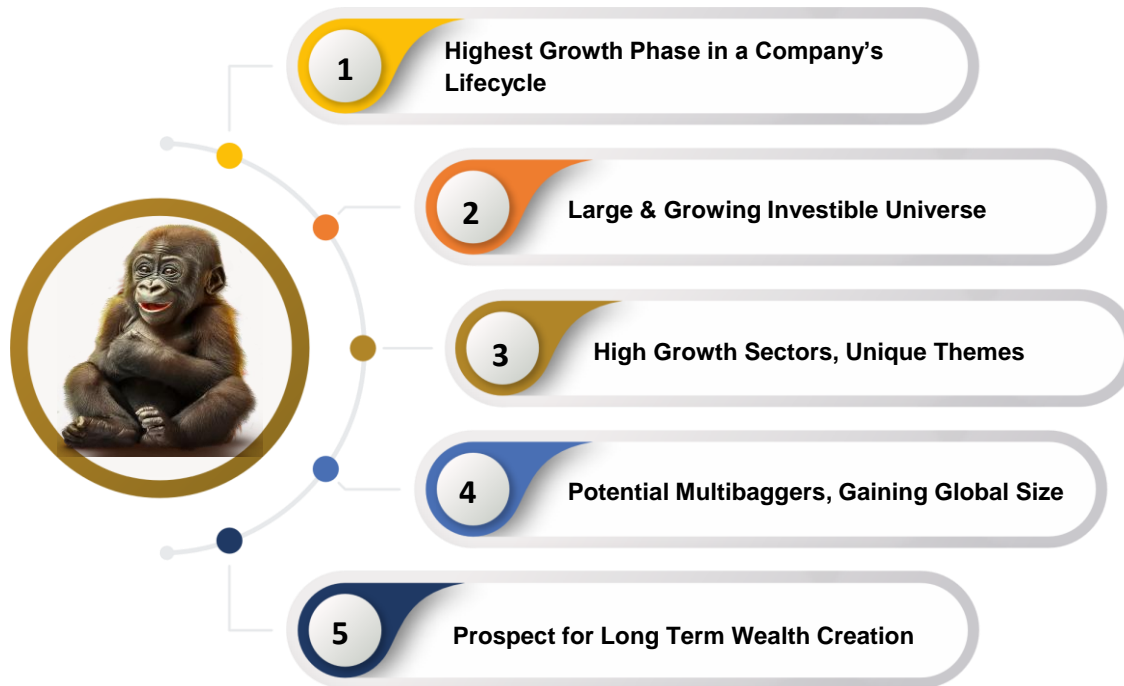 1
Highest Growth Phase in a Company’s
Lifecycle
2
Large & Growing Investible Universe
3
High Growth Sectors, Unique Themes
4
Potential Multibaggers, Gaining Global Size
5
Prospect for Long Term Wealth Creation